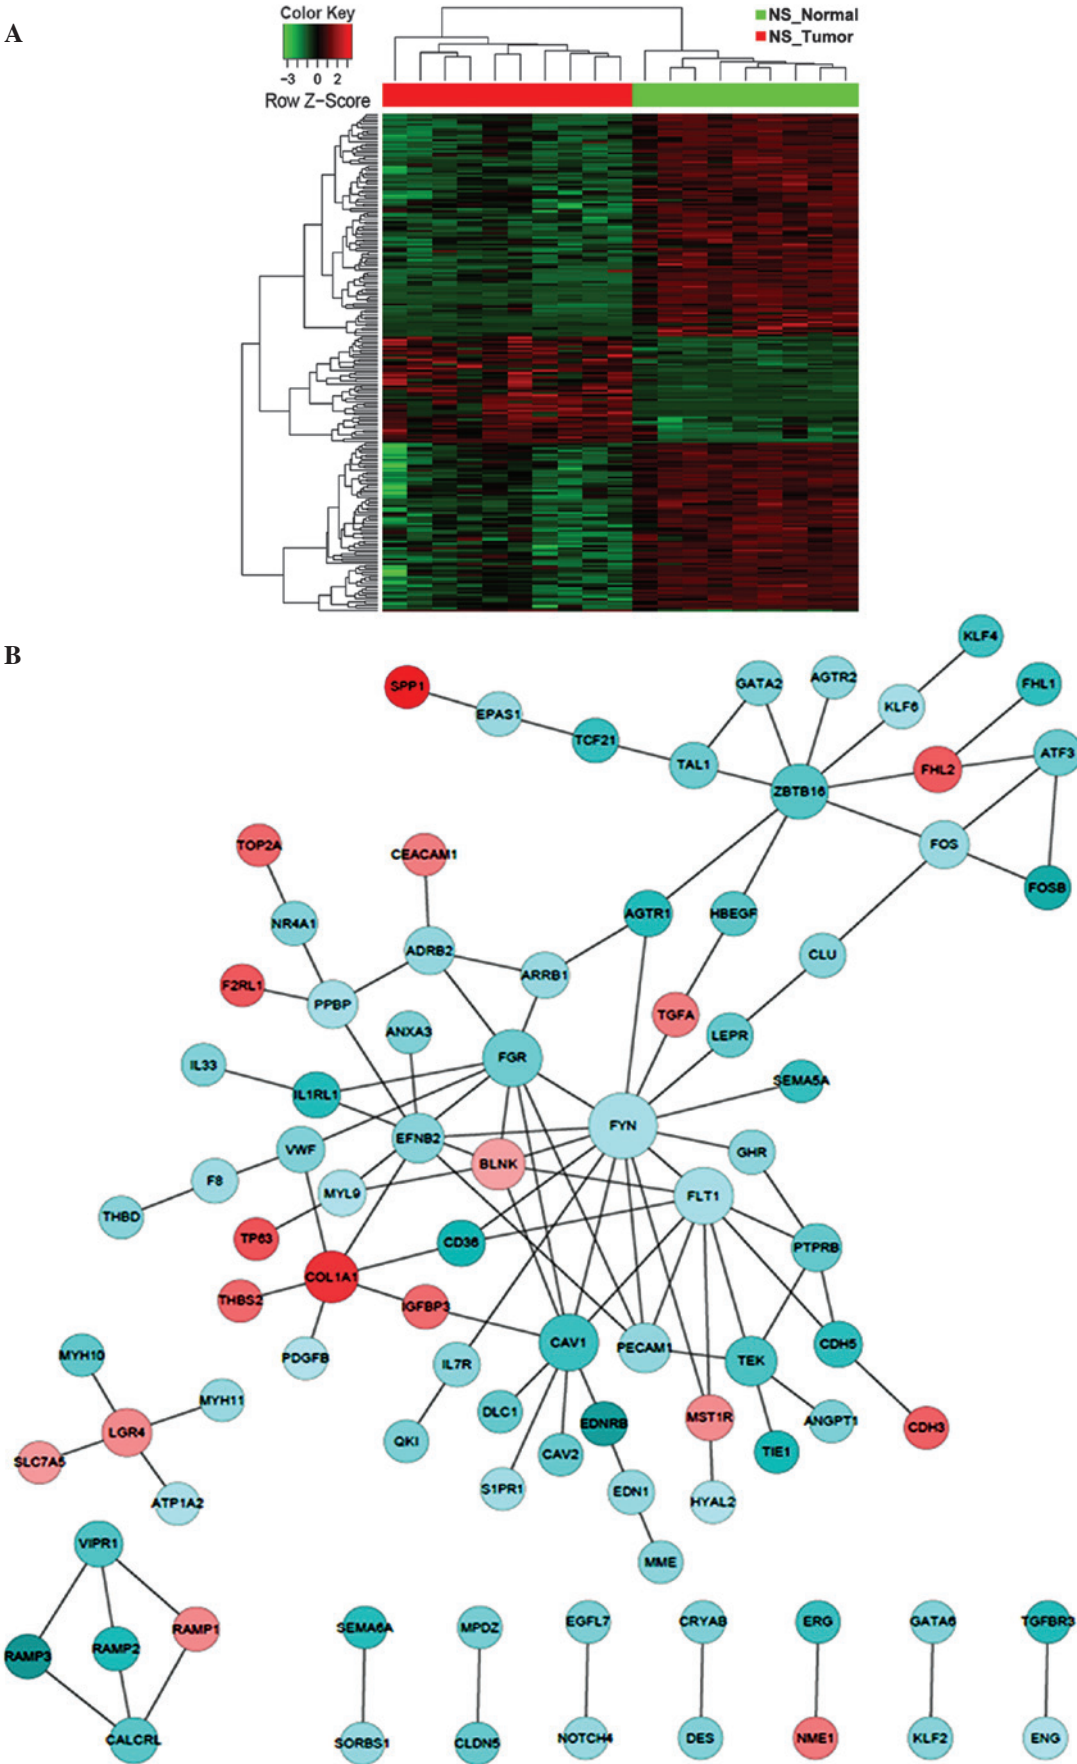 A
Color Key
−3 0 2
Row Z−Score
NS_Normal
NS_Tumor
B
KLF4
SPP1
GATA2
AGTR2
FHL1
EPAS1
KLF6
TCF21
TAL1
FHL2
ATF3
ZBTB16
TOP2A
CEACAM1
FOS
FOSB
NR4A1
AGTR1
HBEGF
ADRB2
CLU
F2RL1
PPBP
ARRB1
TGFA
ANXA3
LEPR
IL33
FGR
IL1RL1
SEMA5A
EFNB2
FYN
VWF
BLNK
GHR
F8
MYL9
FLT1
THBD
TP63
CD36
PTPRB
COL1A1
THBS2
IGFBP3
CAV1
PECAM1
CDH5
MYH10
PDGFB
IL7R
TEK
MYH11
DLC1
EDNRB
MST1R
ANGPT1
CDH3
LGR4
QKI
CAV2
TIE1
SLC7A5
S1PR1
EDN1
HYAL2
ATP1A2
MME
VIPR1
RAMP1
SEMA6A
MPDZ
EGFL7
CRYAB
ERG
GATA6
TGFBR3
RAMP3
RAMP2
CALCRL
SORBS1
CLDN5
NOTCH4
DES
NME1
KLF2
ENG